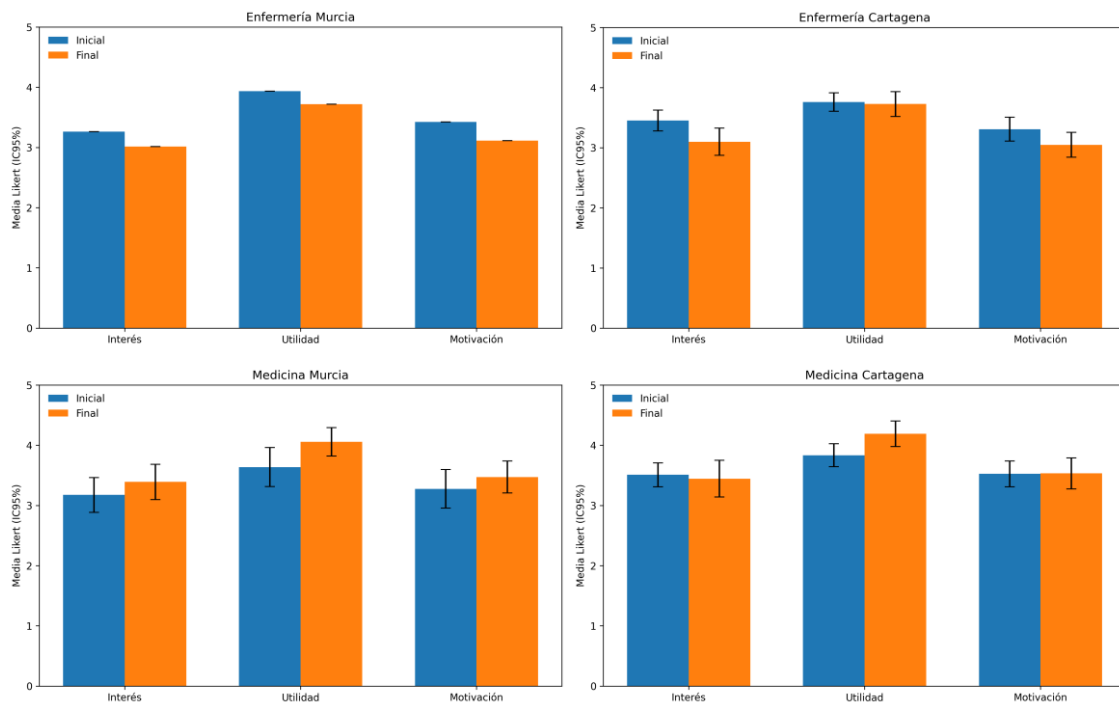 Enfermería Murcia
Media Likert (IC95%)
5
4
3
2
1
0
Inicial
Final
Interés
Utilidad
Motivación
Enfermería Cartagena
Media Likert (IC95%)
5
4
3
2
1
0
Inicial
Final
Interés
Utilidad
Motivación
Medicina Murcia
Media Likert (IC95%)
5
4
3
2
1
0
Inicial
Final
Interés
Utilidad
Motivación
Medicina Cartagena
Media Likert (IC95%)
5
4
3
2
1
0
Inicial
Final
Interés
Utilidad
Motivación